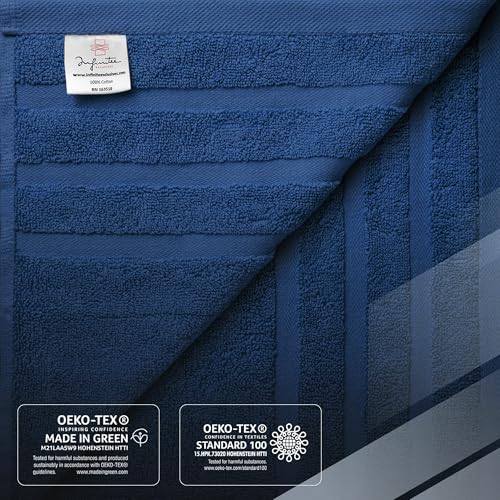 Infinitee
www.infiniteexclusives.com
100% Cotton
RN 163518
OEKO-TEX®
INSPIRING CONFIDENCE
MADE IN GREEN
M21LAA5W9 HOHENSTEIN HTTI
Tested for harmful substances and produced
sustainably in accordance with OEKO-TEX®
guidelines. www.madeingreen.com
OEKO-TEX®
CONFIDENCE IN TEXTILES
STANDARD 100
15.HPK.73020 HOHENSTEIN HTTI
Tested for harmful substances.
www.oeko-tex.com/standard100